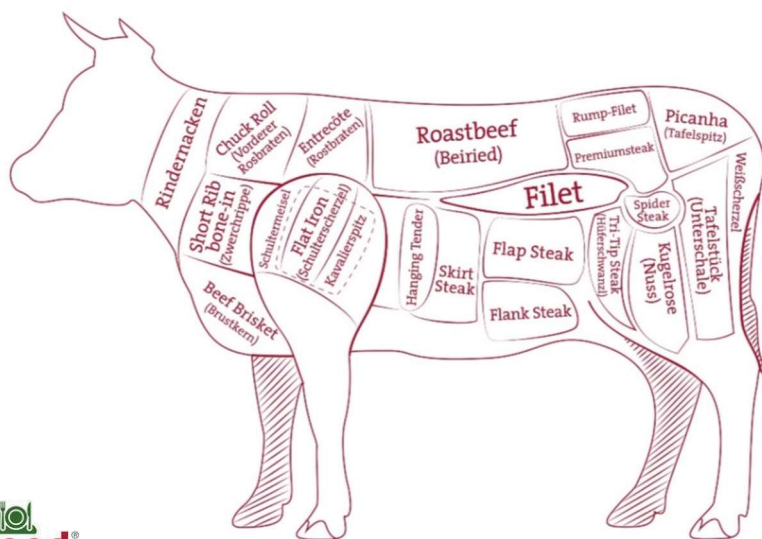 Rindernacken
Chuck Roll
(Vorderer
Rosbraten)
Entrecôte
(Rostbraten)
Roastbeef
(Beiried)
Rump-Filet
Premiumsteak
Picanha
(Tafelspitz)
Weißscherzel
Short Rib
bone-in
(Zwerchrippe)
Schultermeisel
Flat Iron
(Schulterscherzel)
Kavalierspitz
Beef Brisket
(Brustkern)
Hanging Tender
Skirt
Steak
Filet
Flap Steak
Flank Steak
Tri-Tip Steak
(Hüferschwanzl)
Spider
Steak
Kugelrose
(Nuss)
Tafelstück
(Unterschale)